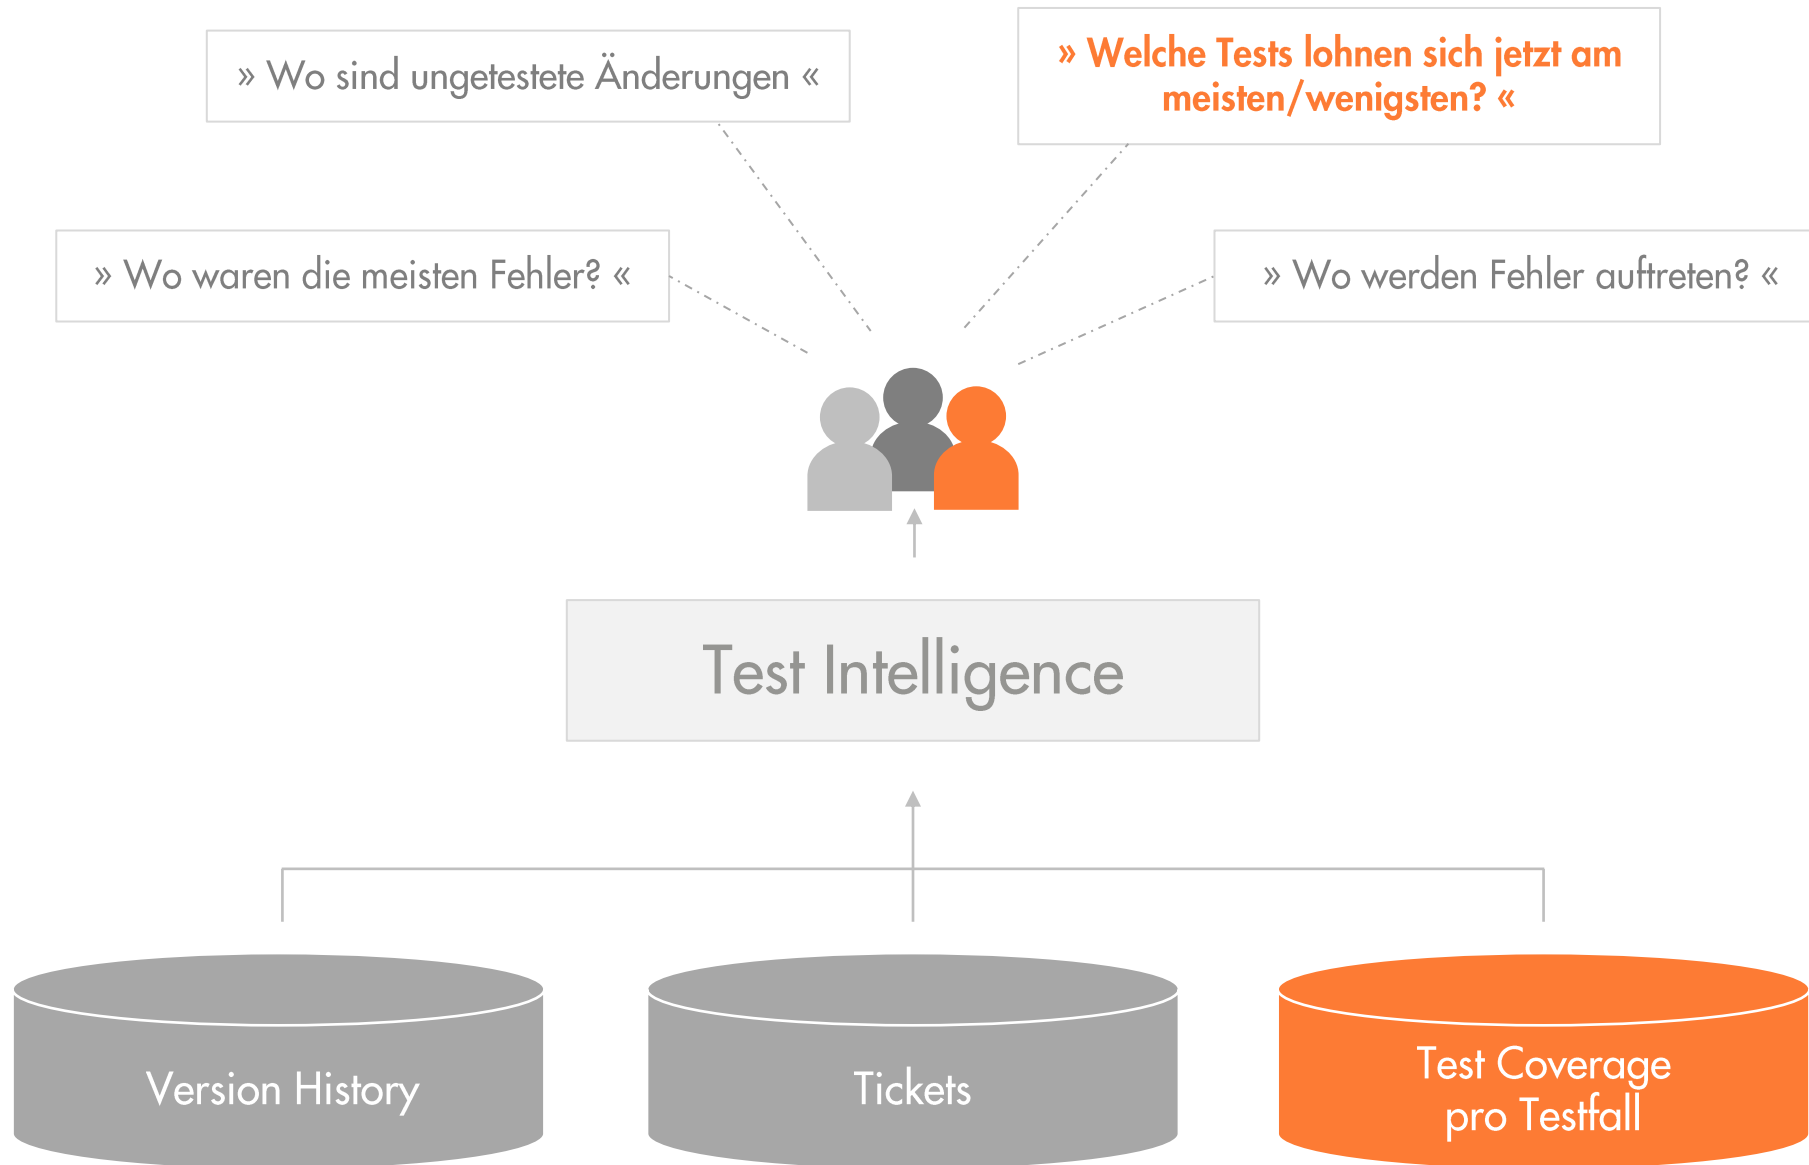 » Wo sind ungetestete Änderungen «
» Welche Tests lohnen sich jetzt am
meisten/wenigsten? «
» Wo waren die meisten Fehler? «
» Wo werden Fehler auftreten? «
Test Intelligence
Version History
Tickets
Test Coverage
pro Testfall